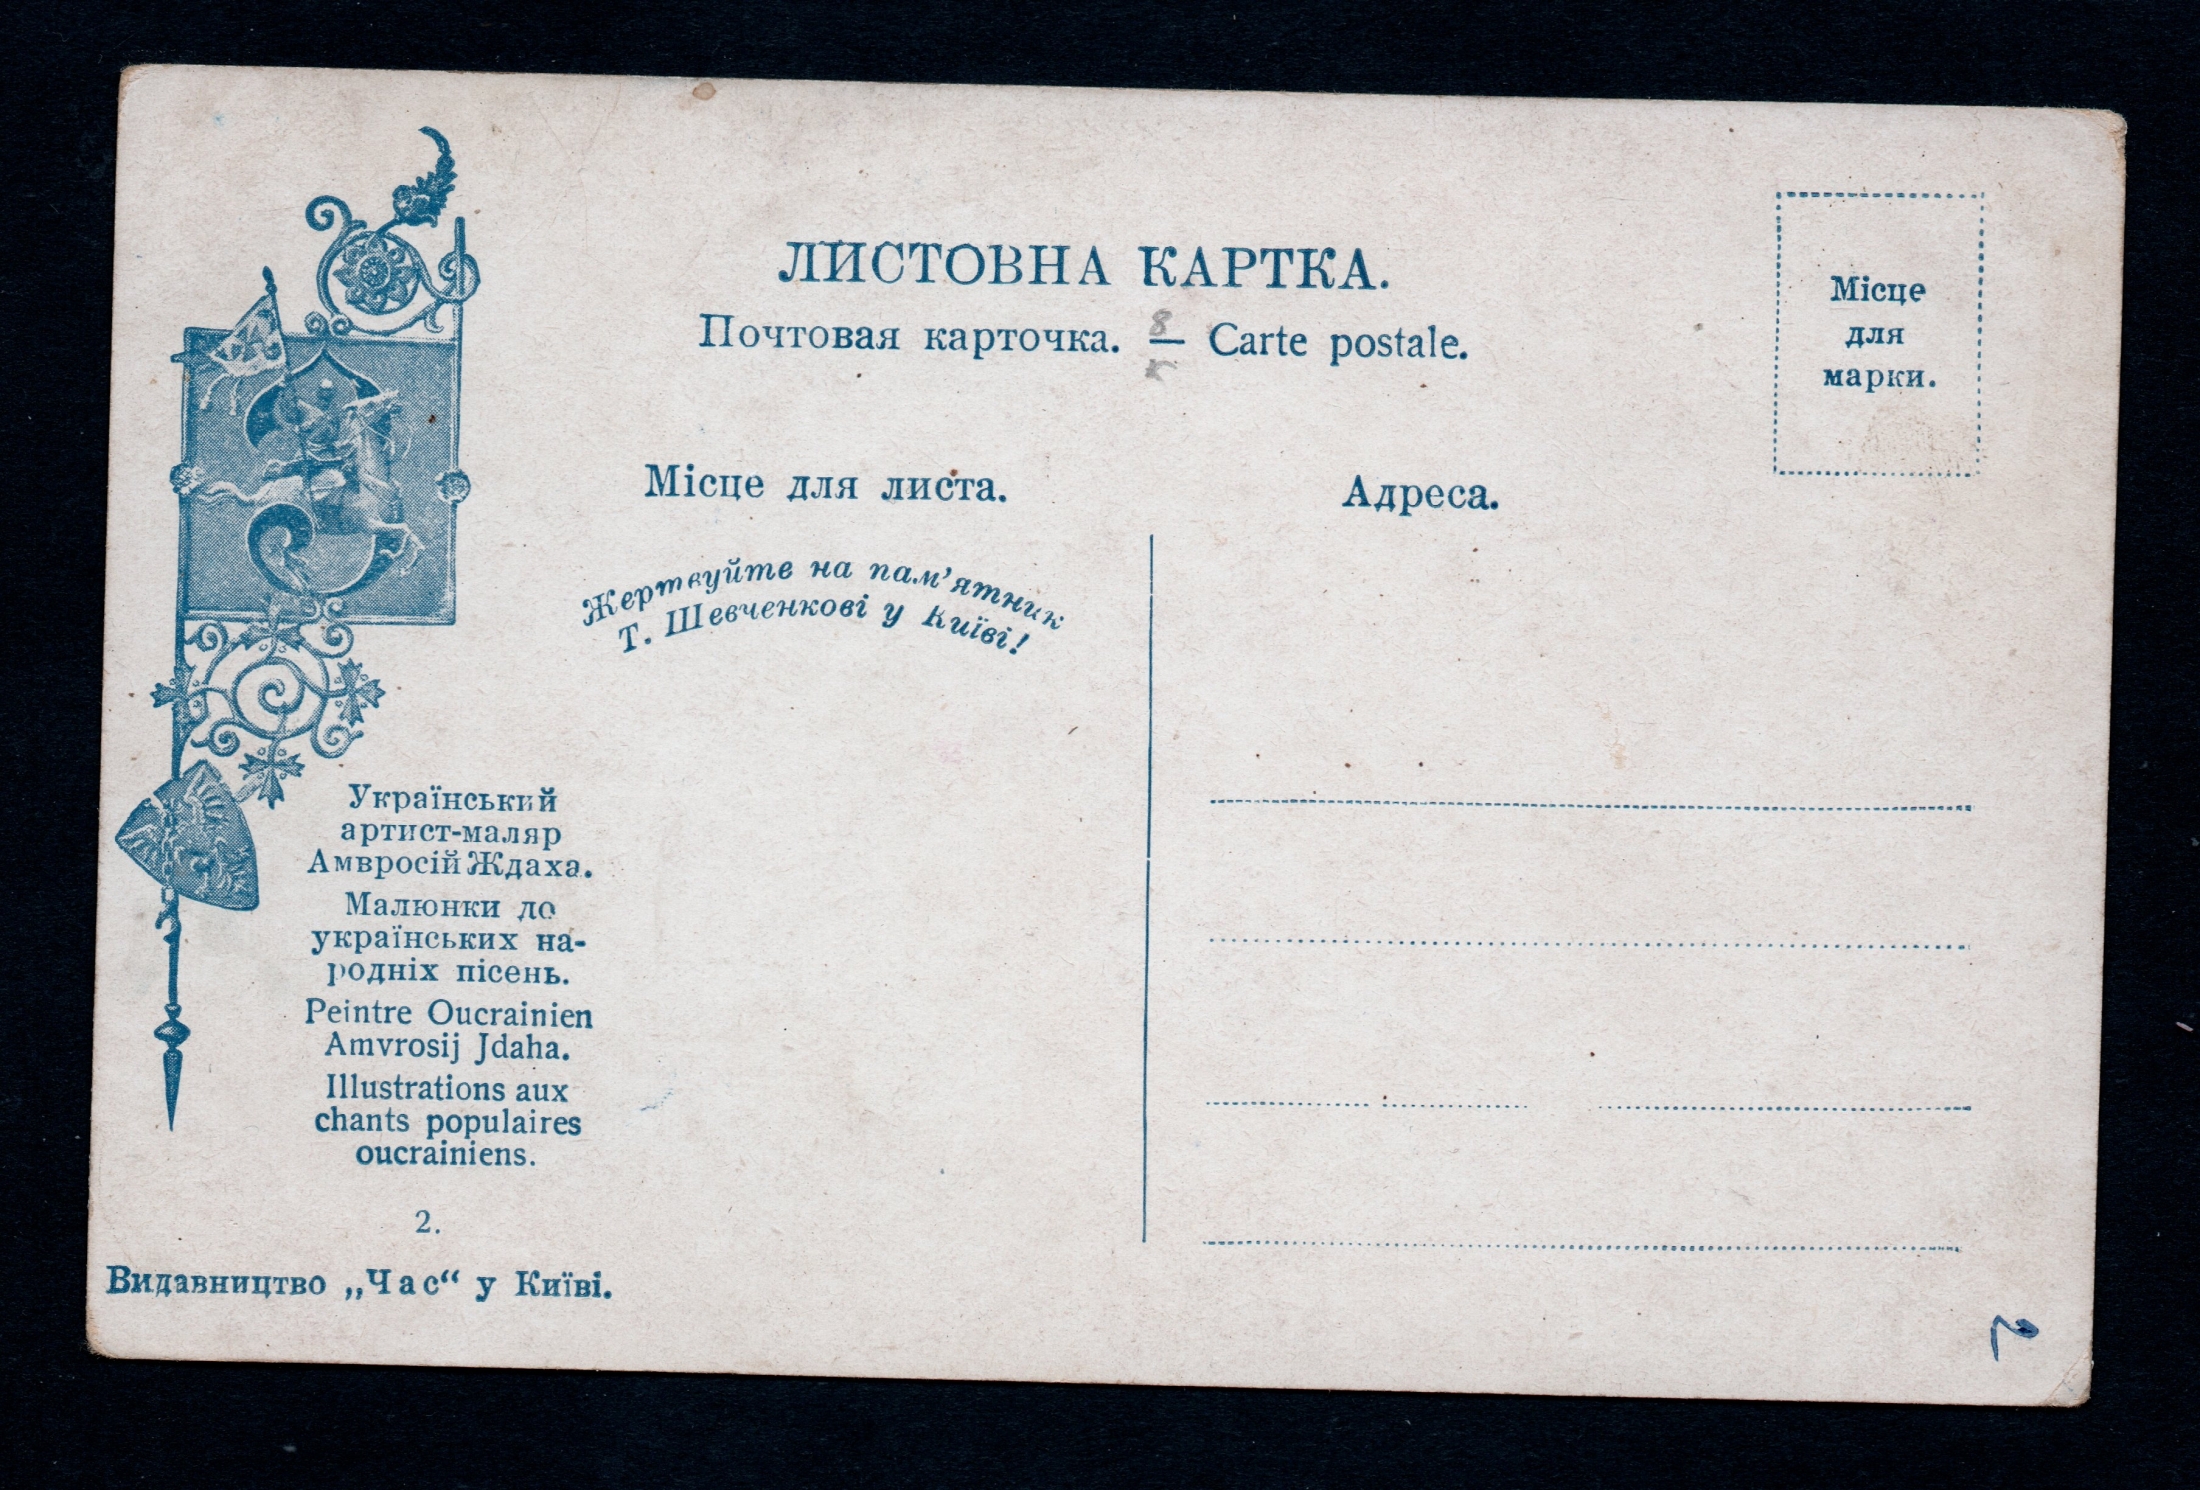 ЛИСТОВНА КАРТКА.
Почтовая карточка. — Carte postale.
8
Місце
для
марки.
Місце для листа.
Адреса.
Жертвуйте на пам'ятник
Т. Шевченкові у Київі!
Український
артист-маляр
Амвросій Ждаха.
Малюнки до
українських на-
родніх пісень.
Peintre Oucrainien
Amvrosij Jdaha.
Illustrations aux
chants populaires
oucrainiens.
2.
Видавництво „Час“ у Київі.
2